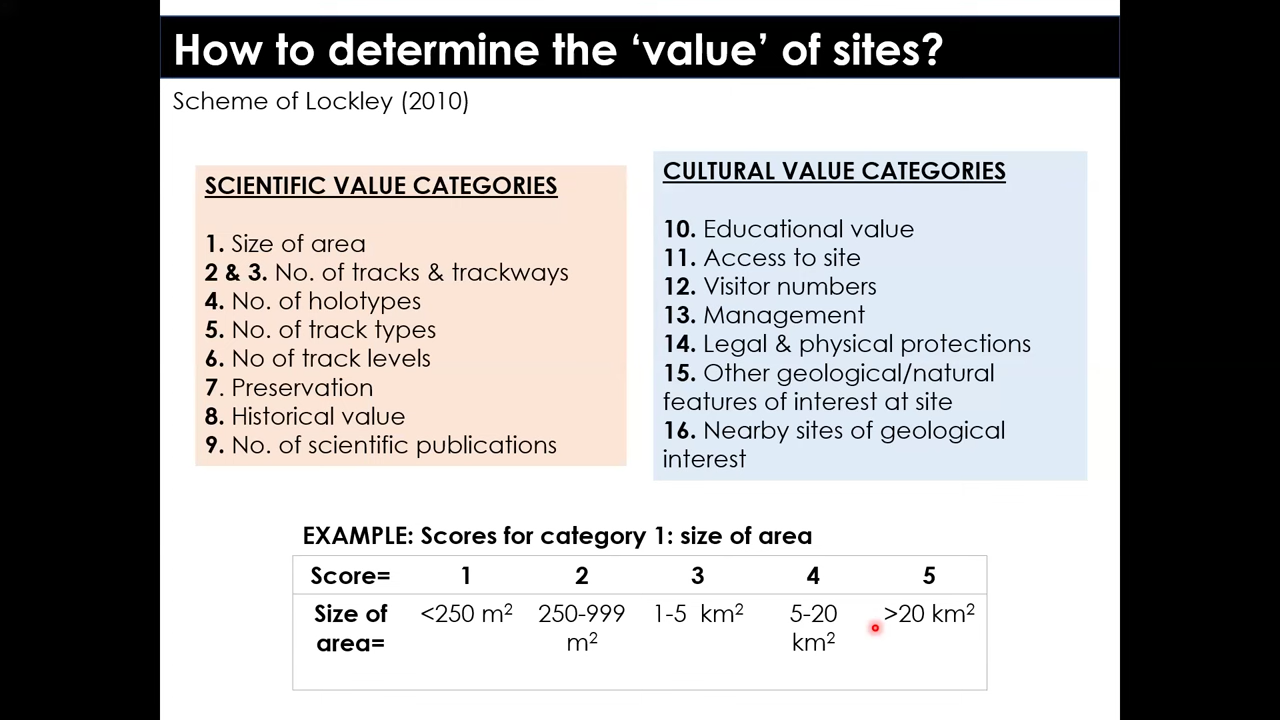 How to determine the ‘value’ of sites?
Scheme of Lockley (2010)
SCIENTIFIC VALUE CATEGORIES
1. Size of area
2 & 3. No. of tracks & trackways
4. No. of holotypes
5. No. of track types
6. No of track levels
7. Preservation
8. Historical value
9. No. of scientific publications
CULTURAL VALUE CATEGORIES
10. Educational value
11. Access to site
12. Visitor numbers
13. Management
14. Legal & physical protections
15. Other geological/natural
features of interest at site
16. Nearby sites of geological
interest
EXAMPLE: Scores for category 1: size of area
Score= 1 2 3 4 5
Size of <250 m² 250-999 1-5 km² 5-20 >20 km²
area= m² km²